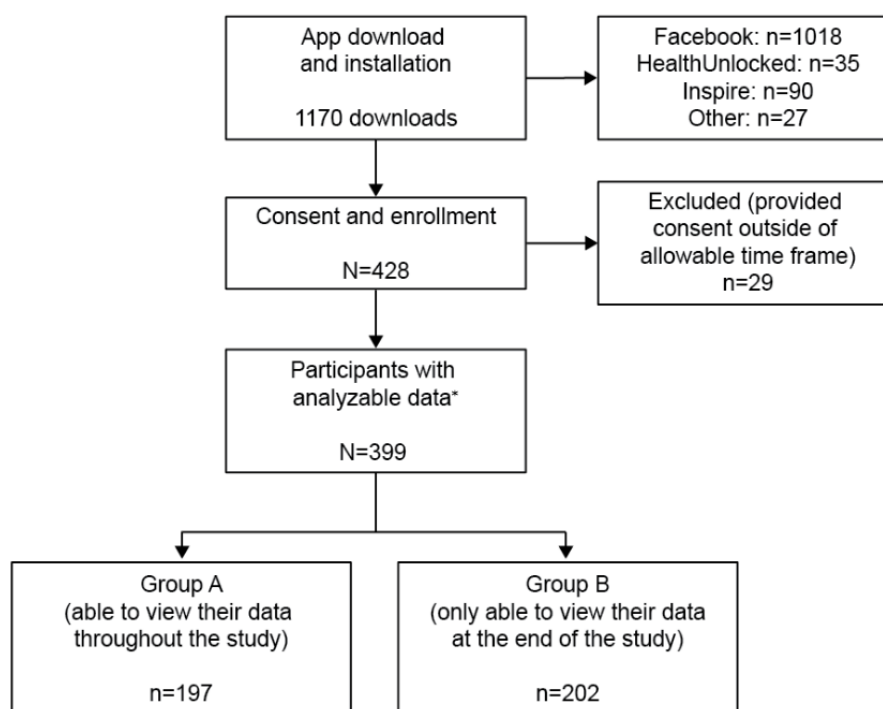 App download
and installation
1170 downloads
Facebook: n=1018
HealthUnlocked: n=35
Inspire: n=90
Other: n=27
Consent and enrollment
N=428
Excluded (provided
consent outside of
allowable time frame)
n=29
Participants with
analyzable data*
N=399
Group A
(able to view their data
throughout the study)
n=197
Group B
(only able to view their data
at the end of the study)
n=202